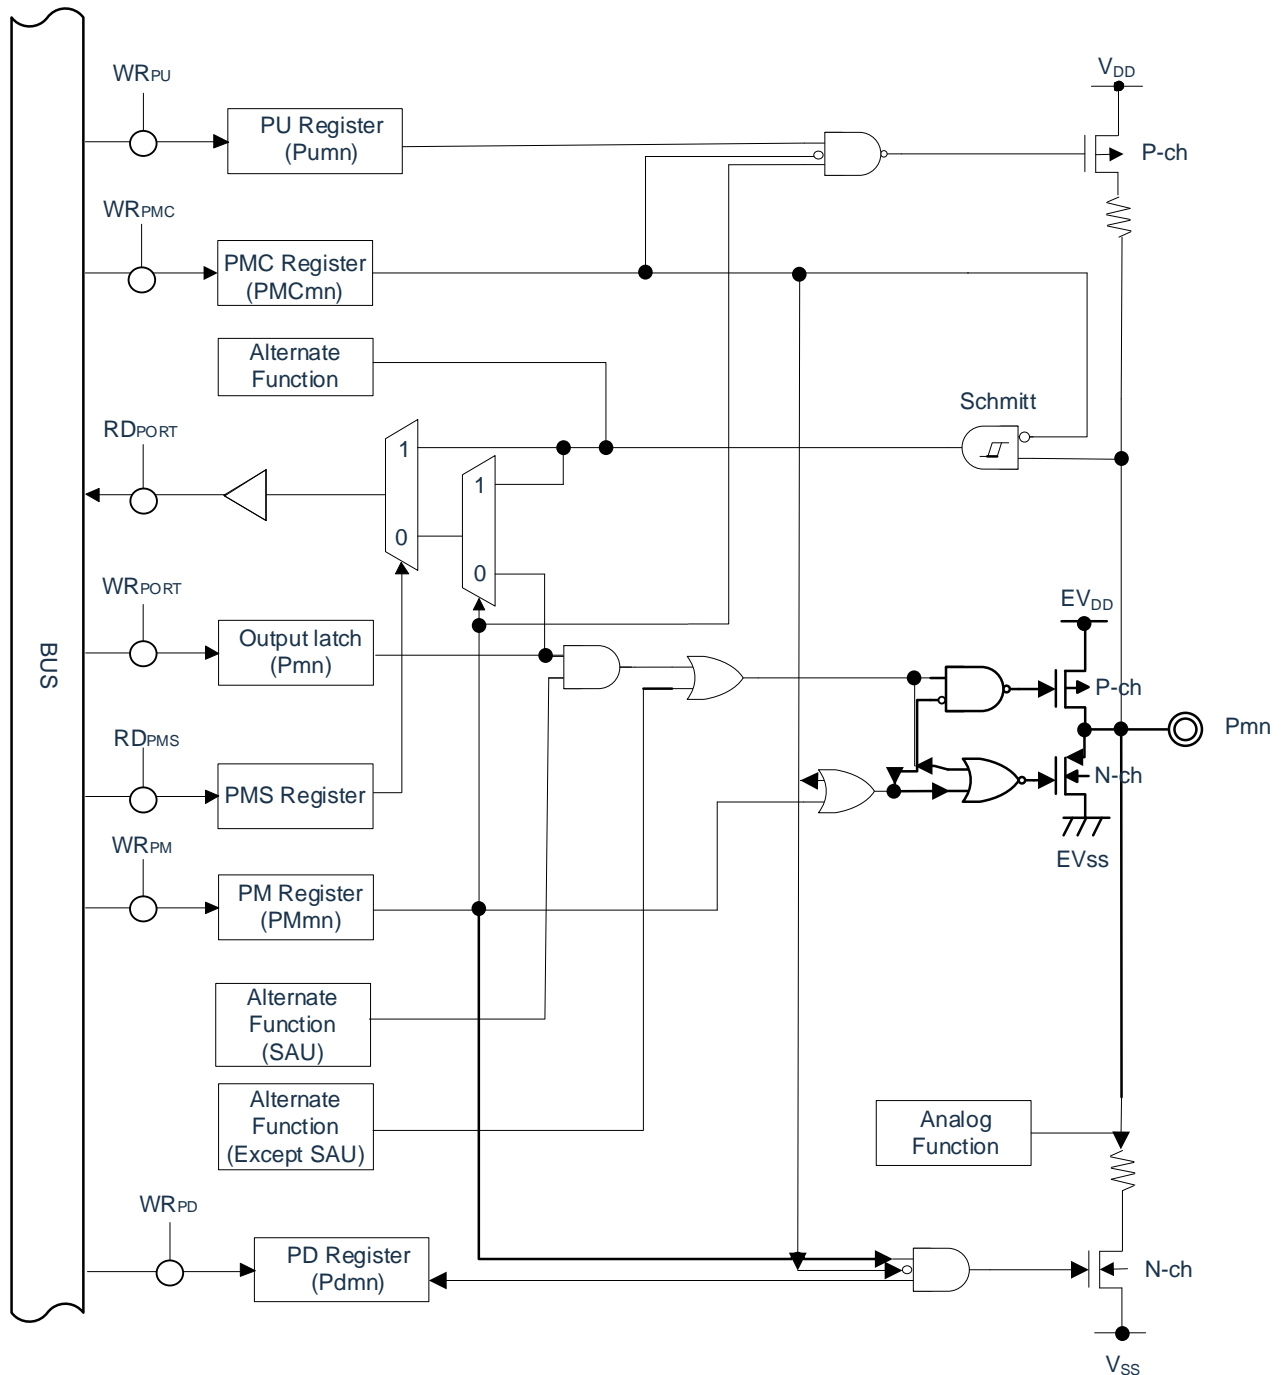 WRPU
PU Register
(Pumn)
VDD
P-ch
WRPMC
PMC Register
(PMCmn)
Alternate
Function
Schmitt
RDPORT
1
0
1
0
WRPORT
Output latch
(Pmn)
BUS
EVDD
P-ch
Pmn
N-ch
EVss
RDPMS
PMS Register
WRPM
PM Register
(PMmn)
Alternate
Function
(SAU)
Alternate
Function
(Except SAU)
Analog
Function
WRPD
PD Register
(Pdmn)
N-ch
VSS